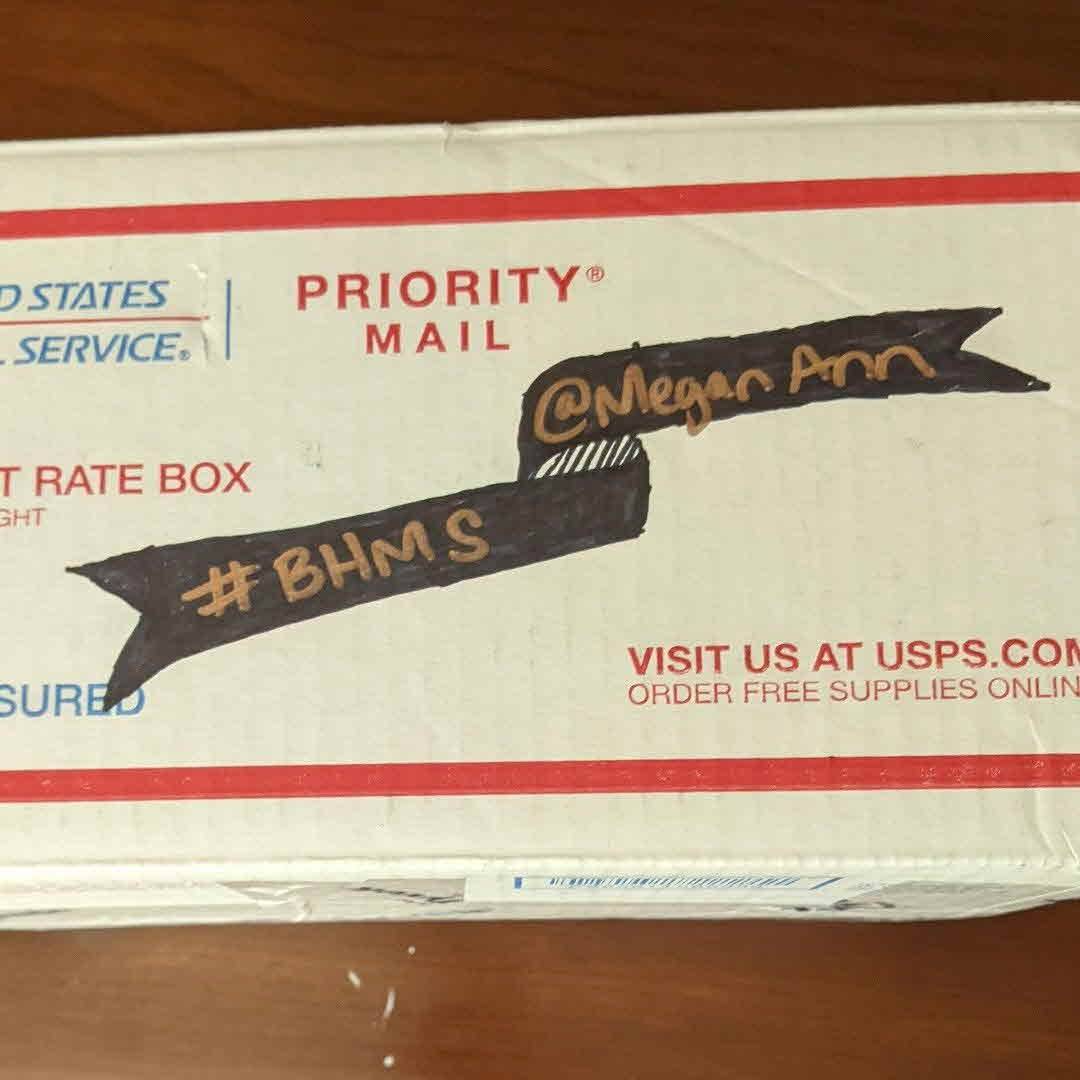 D STATES
SERVICE®
PRIORITY®
MAIL
@Megan Ann
T RATE BOX
GHT
#BHMS
SURED
VISIT US AT USPS.COM
ORDER FREE SUPPLIES ONLIN